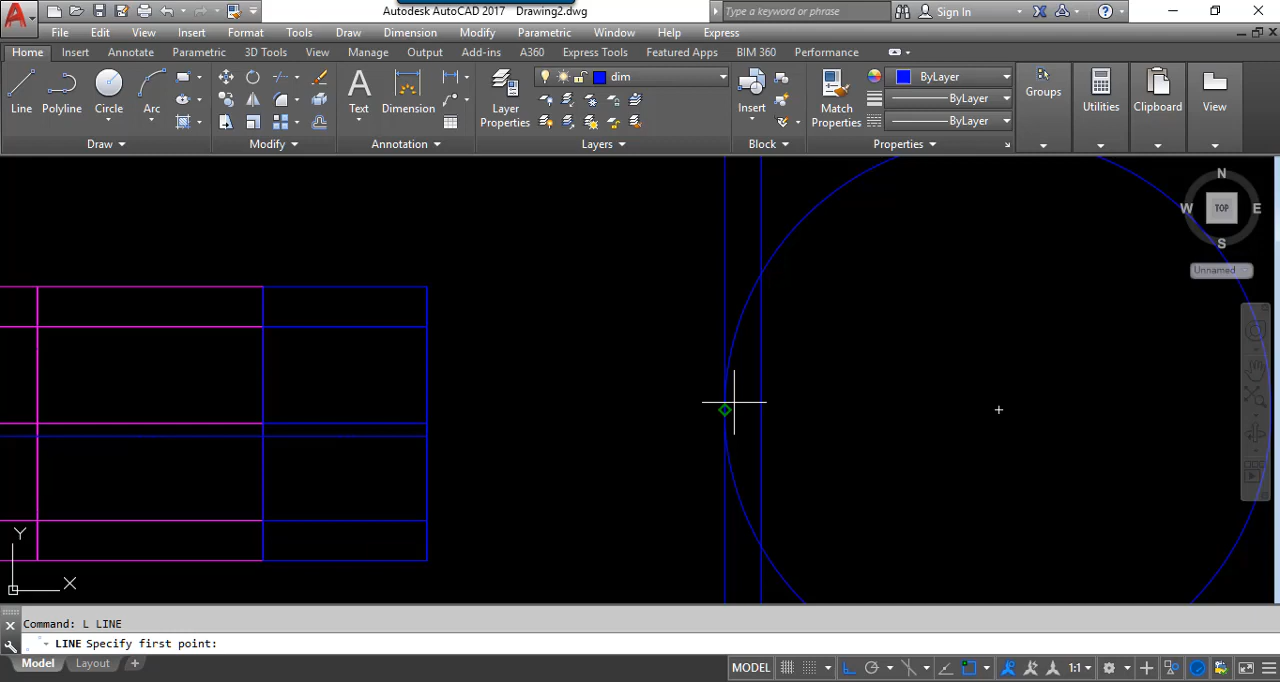 Autodesk AutoCAD 2017 Drawing2.dwg Type a keyword or phrase Sign In
File Edit View Insert Format Tools Draw Dimension Modify Parametric Window Help Express
Home Insert Annotate Parametric 3D Tools View Manage Output Add-ins A360 Express Tools Featured Apps BIM 360 Performance
dim ByLayer
Line Polyline Circle Arc Text Dimension Layer Properties Insert Match Properties ByLayer Groups Utilities Clipboard View
ByLayer
Draw Modify Annotation Layers Block Properties
N
W TOP E
S
Unnamed
Y
X
Command: L LINE
LINE Specify first point:
Model Layout + MODEL 1:1